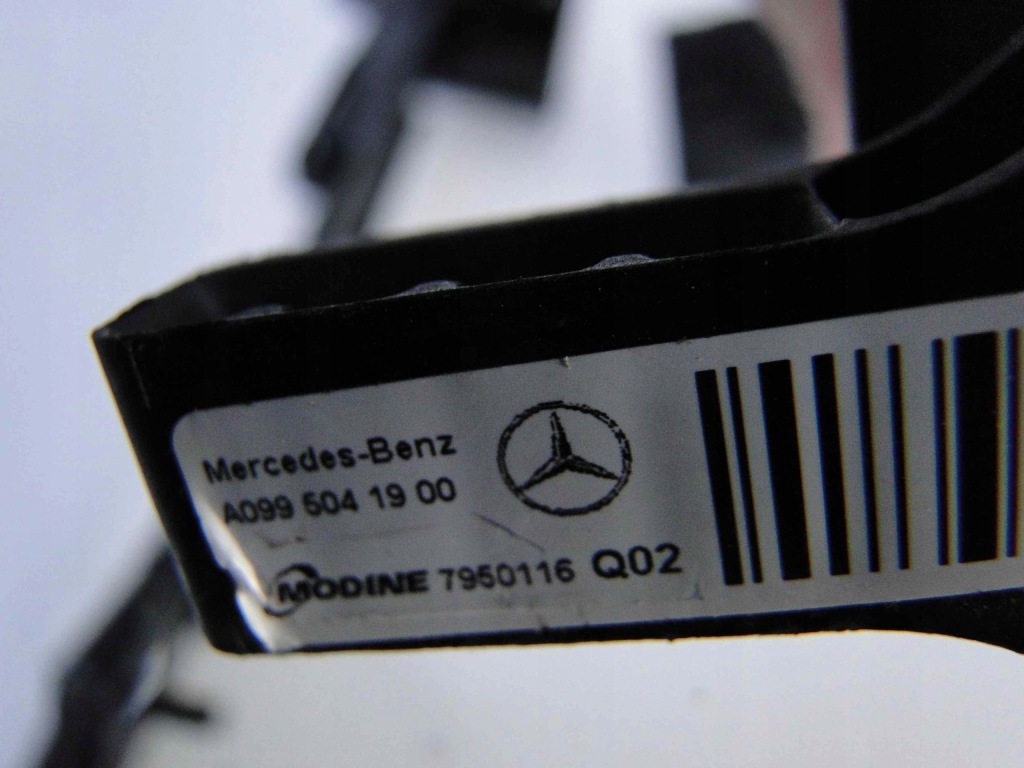 Mercedes-Benz
A099 504 19 00
MODINE 7950116 Q02